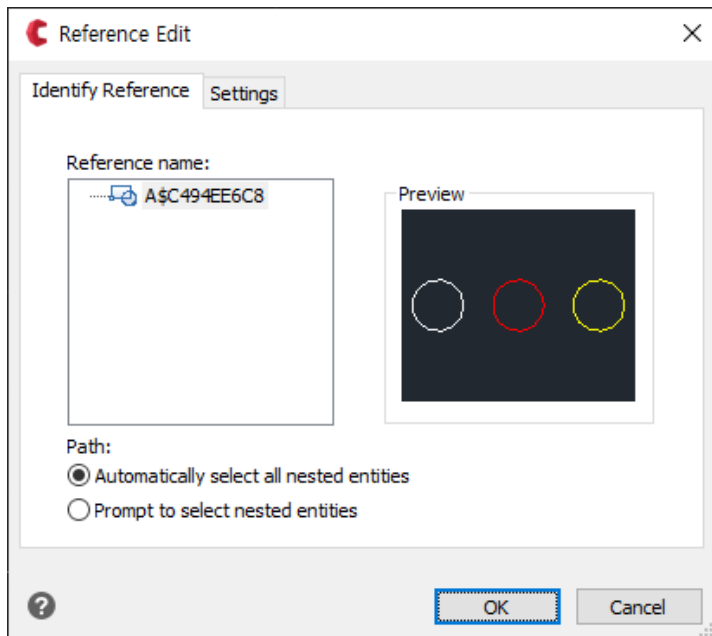 Reference Edit
Identify Reference
Settings
Reference name:
A$C494EE6C8
Preview
Path:
Automatically select all nested entities
Prompt to select nested entities
OK
Cancel